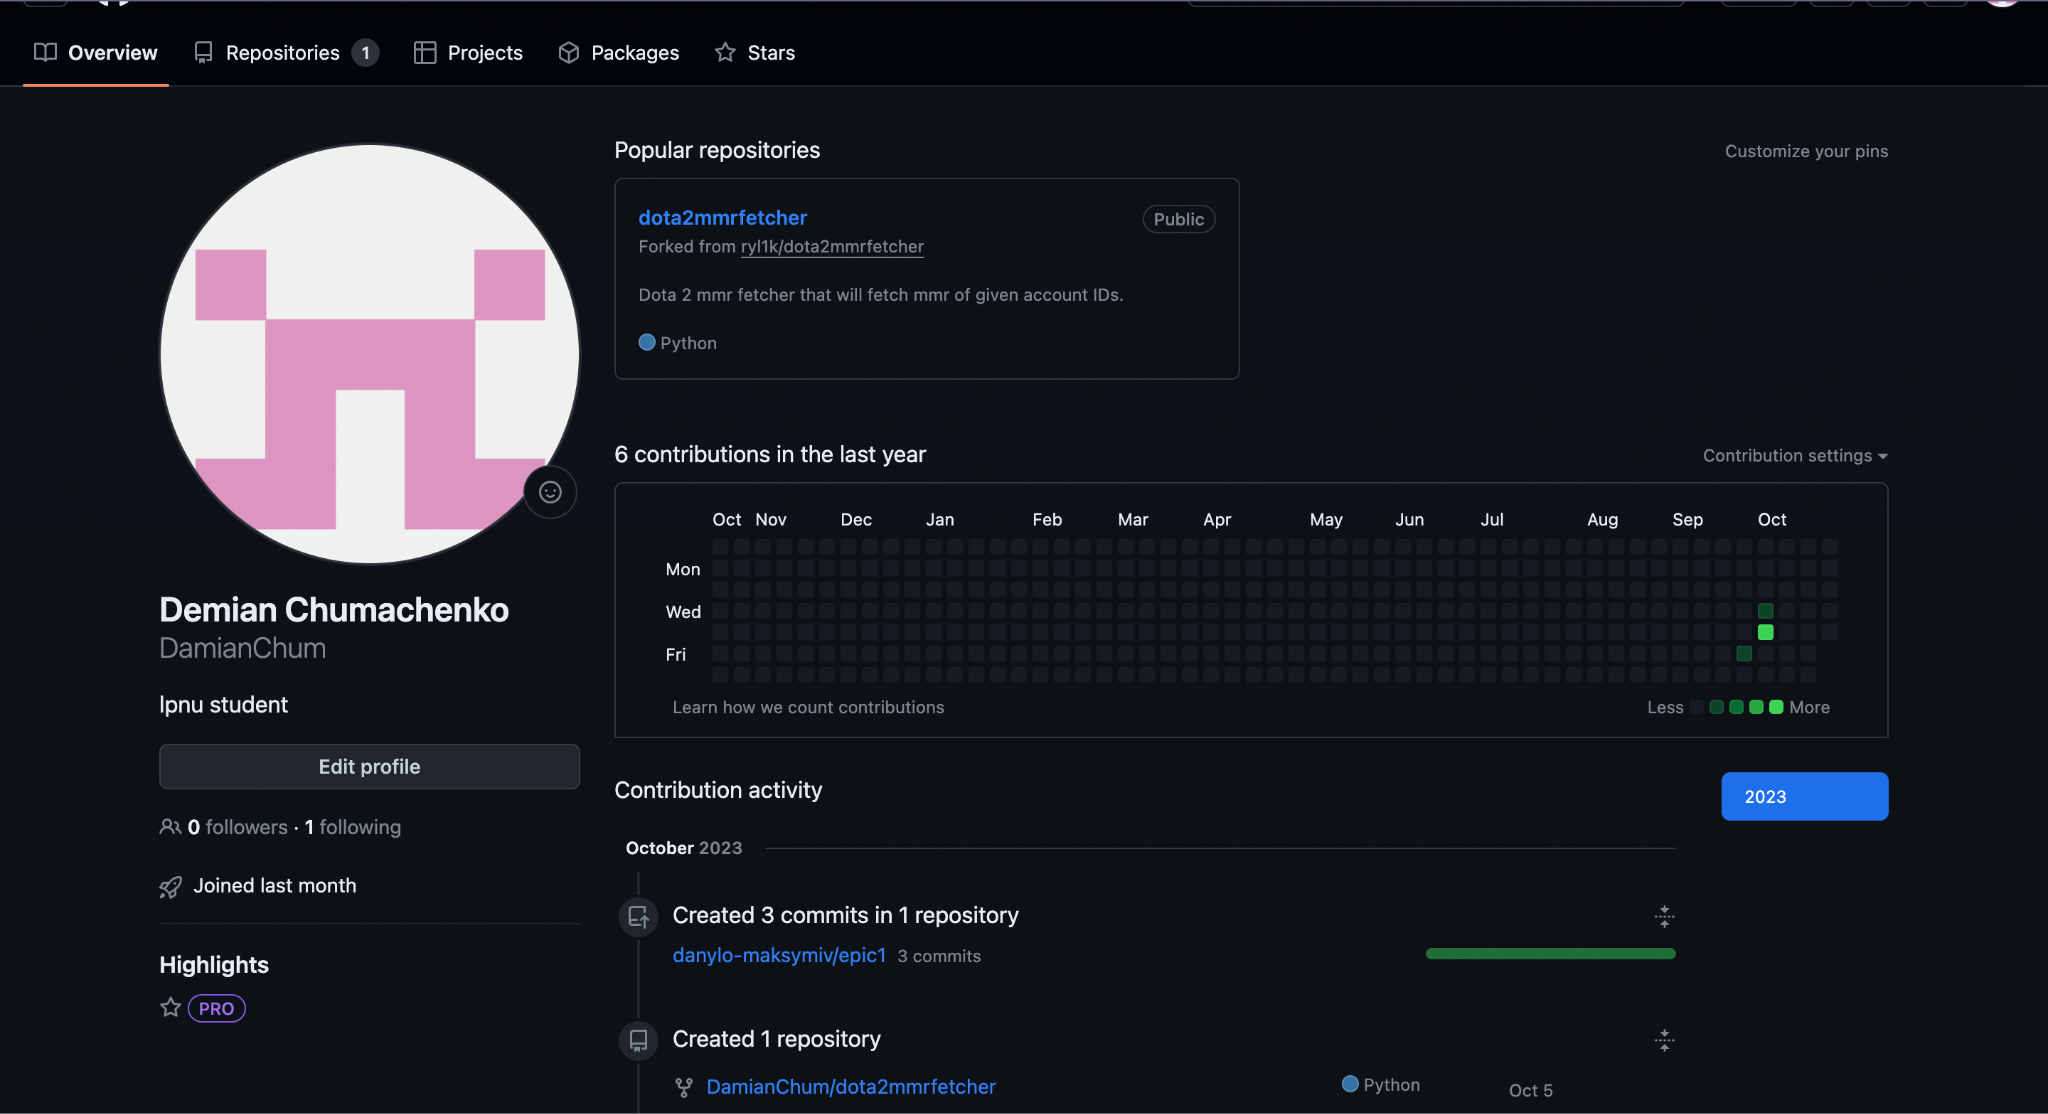 Overview Repositories 1 Projects Packages Stars
Popular repositories
Customize your pins
dota2mmrfetcher Public
Forked from ryl1k/dota2mmrfetcher
Dota 2 mmr fetcher that will fetch mmr of given account IDs.
Python
Demian Chumachenko
DamianChum
lpnu student
Edit profile
0 followers · 1 following
Joined last month
Highlights
PRO
6 contributions in the last year
Contribution settings
Oct Nov Dec Jan Feb Mar Apr May Jun Jul Aug Sep Oct
Mon
Wed
Fri
Learn how we count contributions
Less More
Contribution activity
2023
October 2023
Created 3 commits in 1 repository
danylo-maksymiv/epic1 3 commits
Created 1 repository
DamianChum/dota2mmrfetcher Python Oct 5